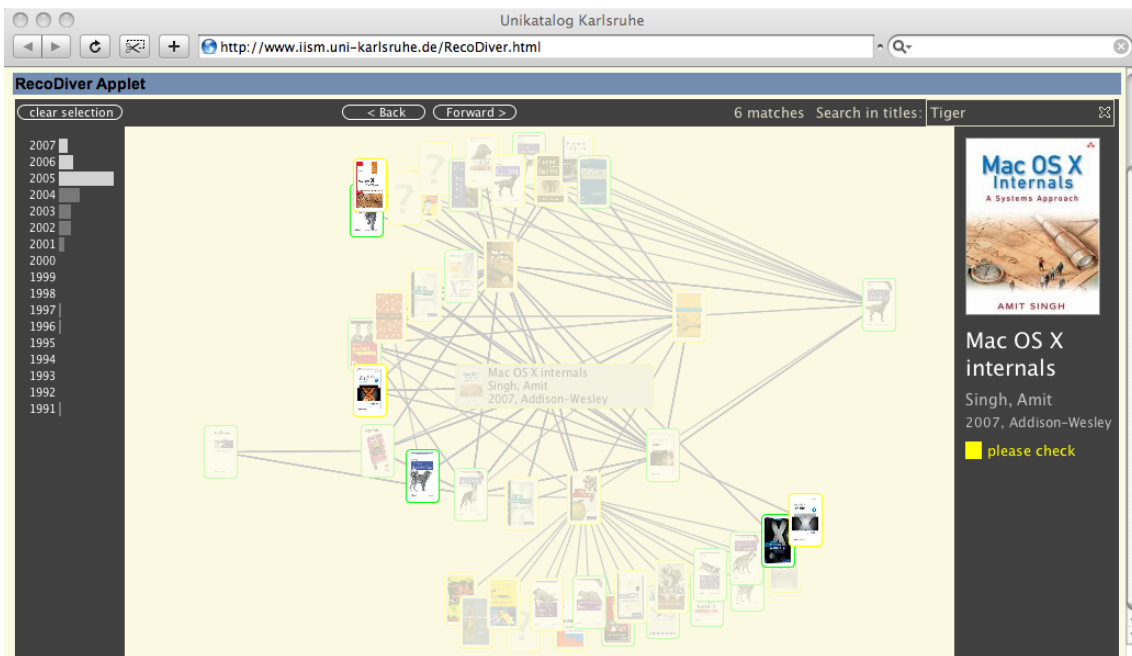 Unikatalog Karlsruhe
http://www.iism.uni-karlsruhe.de/RecoDiver.html
RecoDiver Applet
clear selection
< Back
Forward >
6 matches
Search in titles:
Tiger
2007
2006
2005
2004
2003
2002
2001
2000
1999
1998
1997
1996
1995
1994
1993
1992
1991
Mac OS X internals
Singh, Amit
2007, Addison-Wesley
Mac OS X
Internals
A Systems Approach
AMIT SINGH
Mac OS X
internals
Singh, Amit
2007, Addison-Wesley
please check